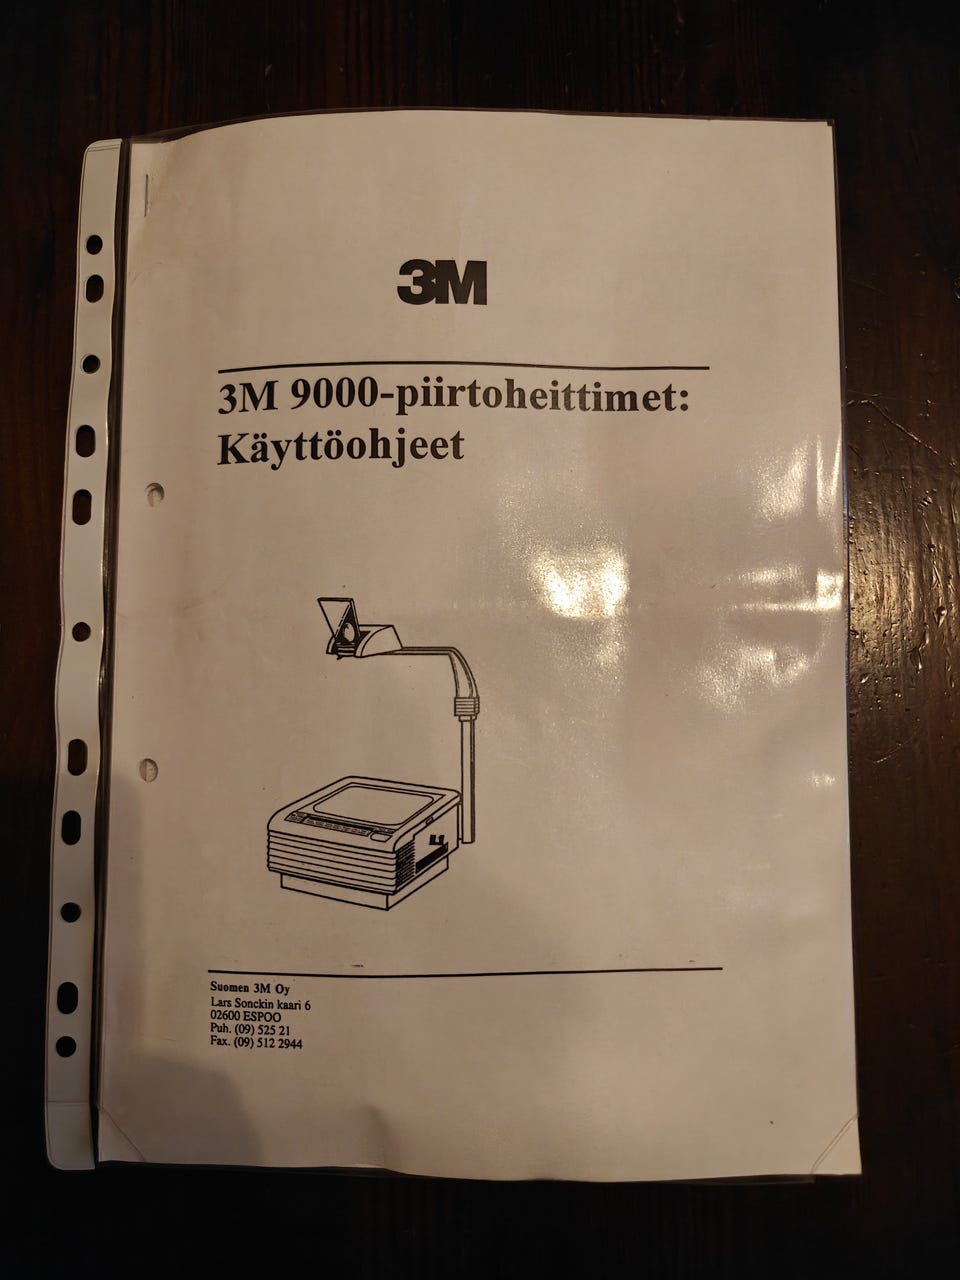 3M
3M 9000-piirtoheittimet:
Käyttöohjeet
Suomen 3M Oy
Lars Sonckin kaari 6
02600 ESPOO
Puh. (09) 525 21
Fax. (09) 512 2944